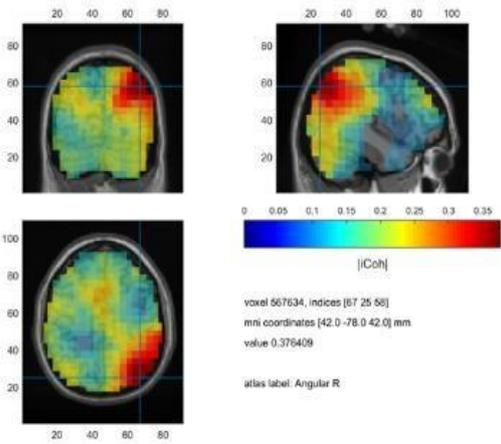 20 40 60 80
20 40 60 80 100
80
60
40
20
80
60
40
20
0 0.05 0.1 0.15 0.2 0.25 0.3 0.35
|iCoh|
100
80
60
40
20
20 40 60 80
voxel 567634, indices [67 25 58]
mni coordinates [42.0 -78.0 42.0] mm
value 0.376409
atlas label: Angular R